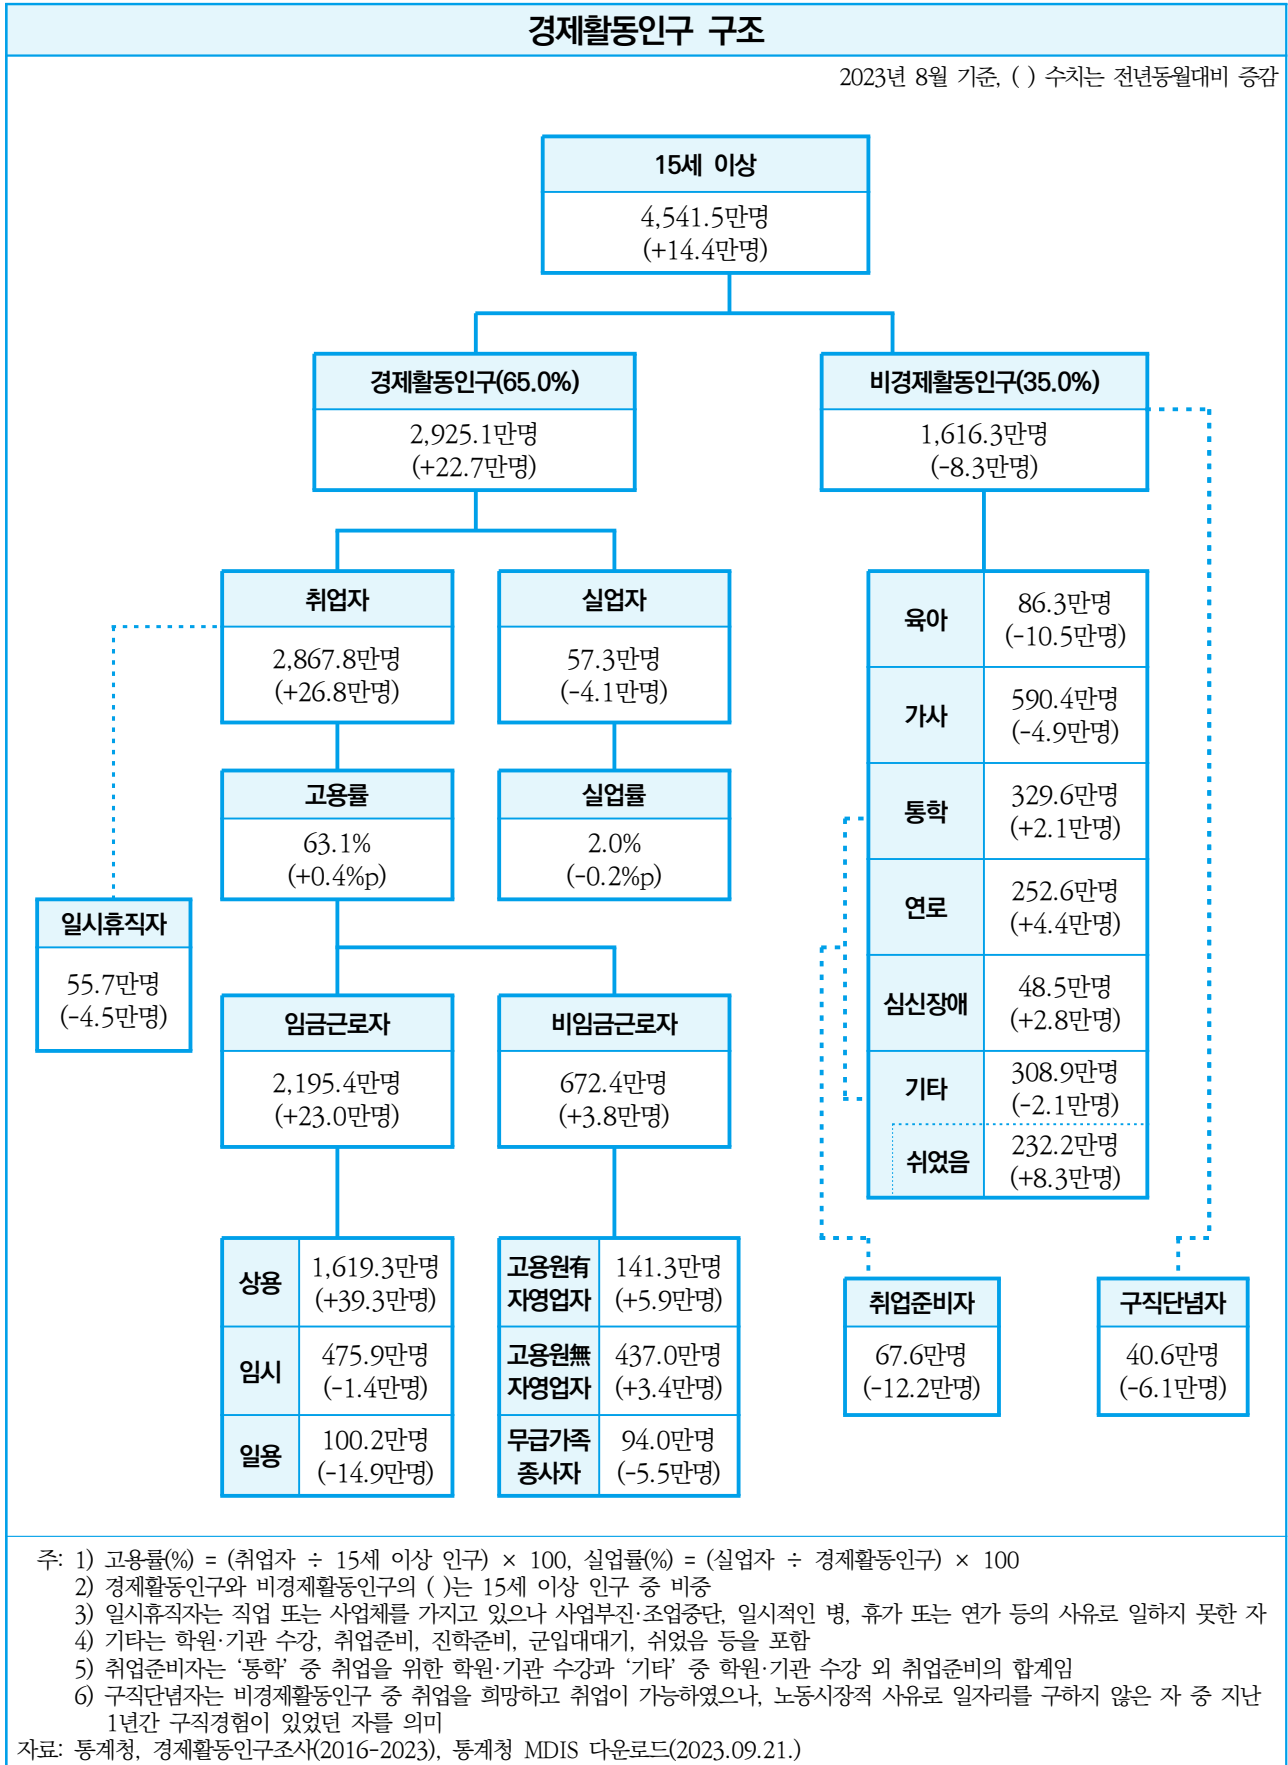 경제활동인구 구조
2023년 8월 기준, ( ) 수치는 전년동월대비 증감
15세 이상
4,541.5만명
(+14.4만명)
경제활동인구(65.0%)
2,925.1만명
(+22.7만명)
비경제활동인구(35.0%)
1,616.3만명
(-8.3만명)
취업자
2,867.8만명
(+26.8만명)
실업자
57.3만명
(-4.1만명)
고용률
63.1%
(+0.4%p)
실업률
2.0%
(-0.2%p)
일시휴직자
55.7만명
(-4.5만명)
임금근로자
2,195.4만명
(+23.0만명)
비임금근로자
672.4만명
(+3.8만명)
상용
1,619.3만명
(+39.3만명)
임시
475.9만명
(-1.4만명)
일용
100.2만명
(-14.9만명)
고용원有
자영업자
141.3만명
(+5.9만명)
고용원無
자영업자
437.0만명
(+3.4만명)
무급가족
종사자
94.0만명
(-5.5만명)
육아
86.3만명
(-10.5만명)
가사
590.4만명
(-4.9만명)
통학
329.6만명
(+2.1만명)
연로
252.6만명
(+4.4만명)
심신장애
48.5만명
(+2.8만명)
기타
308.9만명
(-2.1만명)
쉬었음
232.2만명
(+8.3만명)
취업준비자
67.6만명
(-12.2만명)
구직단념자
40.6만명
(-6.1만명)
주: 1) 고용률(%) = (취업자 ÷ 15세 이상 인구) × 100, 실업률(%) = (실업자 ÷ 경제활동인구) × 100
2) 경제활동인구와 비경제활동인구의 ( )는 15세 이상 인구 중 비중
3) 일시휴직자는 직업 또는 사업체를 가지고 있으나 사업부진·조업중단, 일시적인 병, 휴가 또는 연가 등의 사유로 일하지 못한 자
4) 기타는 학원·기관 수강, 취업준비, 진학준비, 군입대대기, 쉬었음 등을 포함
5) 취업준비자는 ‘통학’ 중 취업을 위한 학원·기관 수강과 ‘기타’ 중 학원·기관 수강 외 취업준비의 합계임
6) 구직단념자는 비경제활동인구 중 취업을 희망하고 취업이 가능하였으나, 노동시장적 사유로 일자리를 구하지 않은 자 중 지난
1년간 구직경험이 있었던 자를 의미
자료: 통계청, 경제활동인구조사(2016-2023), 통계청 MDIS 다운로드(2023.09.21.)